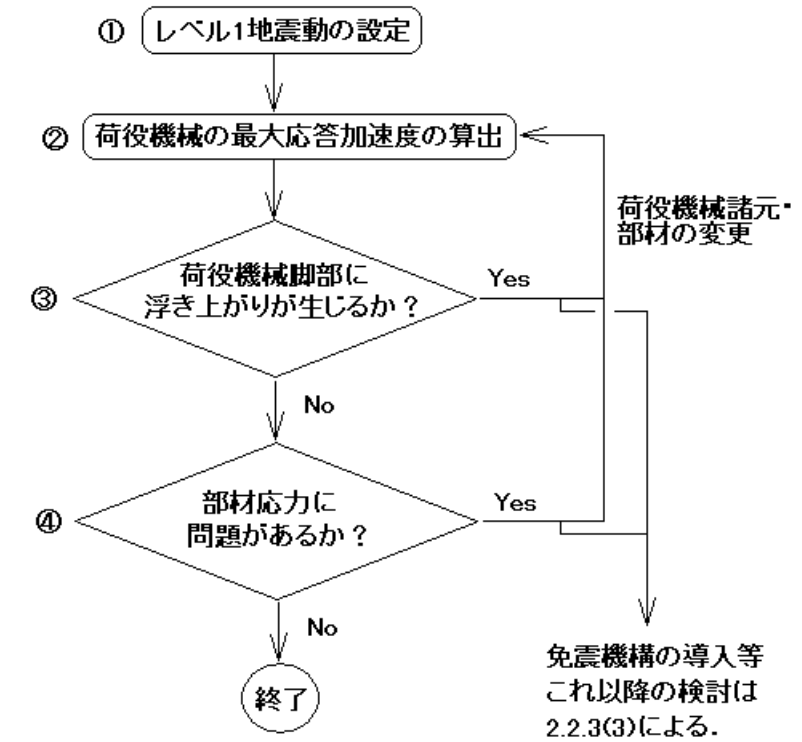 ① レベル1地震動の設定
② 荷役機械の最大応答加速度の算出
荷役機械諸元・
部材の変更
③ 荷役機械脚部に
浮き上がりが生じるか？
Yes
No
④ 部材応力に
問題があるか？
Yes
No
終了
免震機構の導入等
これ以降の検討は
2.2.3(3)による.